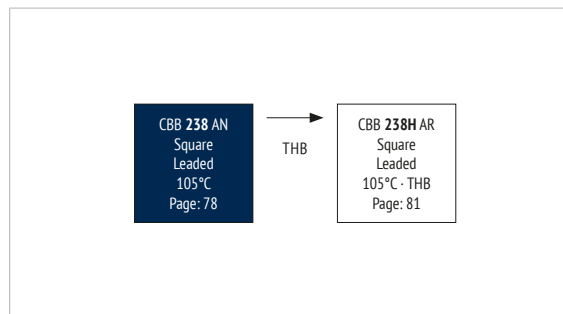 CBB 238 AN
Square
Leaded
105°C
Page: 78
THB
CBB 238H AR
Square
Leaded
105°C · THB
Page: 81